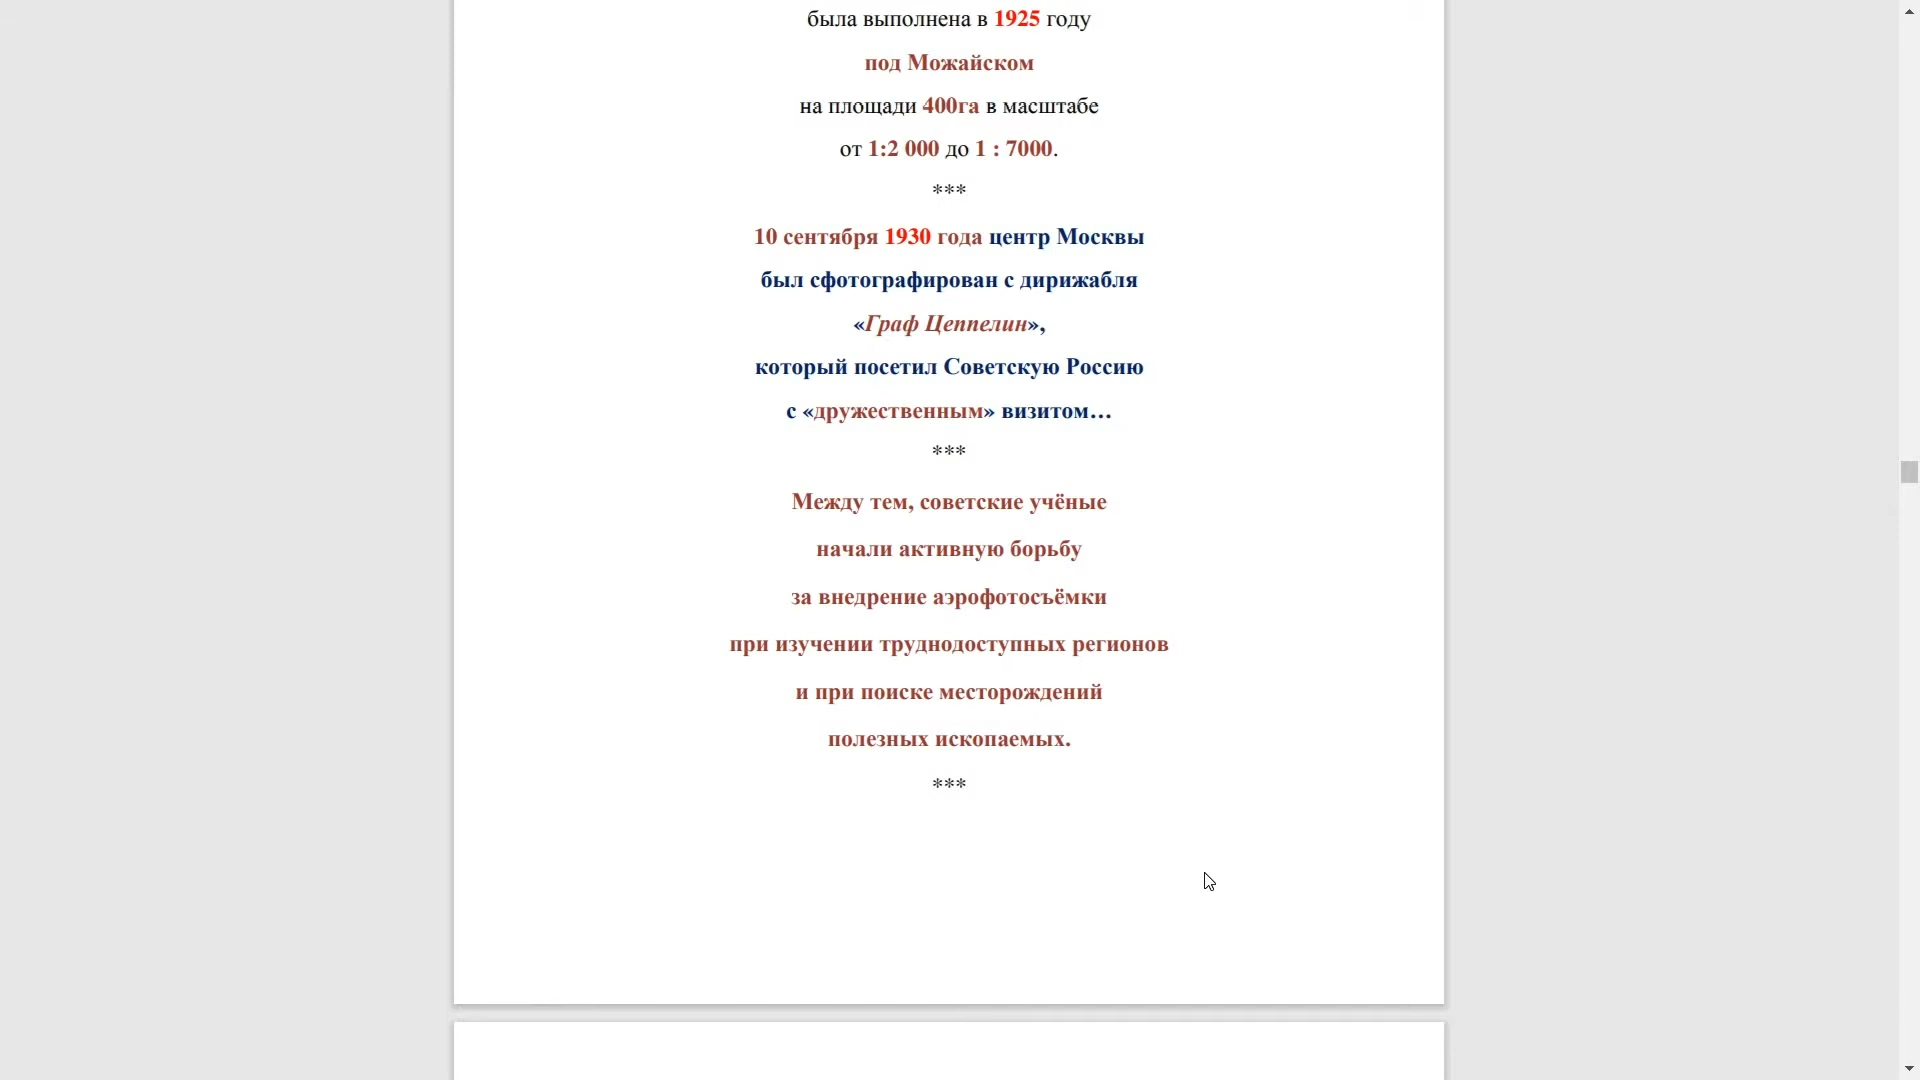 была выполнена в 1925 году
под Можайском
на площади 400га в масштабе
от 1:2 000 до 1 : 7000.
***
10 сентября 1930 года центр Москвы
был сфотографирован с дирижабля
«Граф Цеппелин»,
который посетил Советскую Россию
с «дружественным» визитом…
***
Между тем, советские учёные
начали активную борьбу
за внедрение аэрофотосъёмки
при изучении труднодоступных регионов
и при поиске месторождений
полезных ископаемых.
***